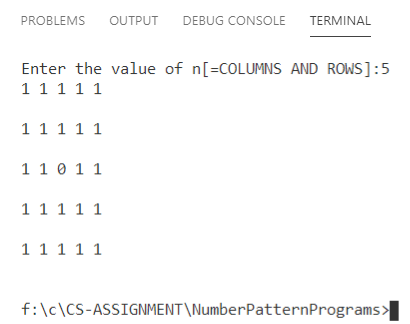 PROBLEMS OUTPUT DEBUG CONSOLE TERMINAL
Enter the value of n[=COLUMNS AND ROWS]:5
1 1 1 1 1
1 1 1 1 1
1 1 0 1 1
1 1 1 1 1
1 1 1 1 1
f:\c\CS-ASSIGNMENT\NumberPatternPrograms>